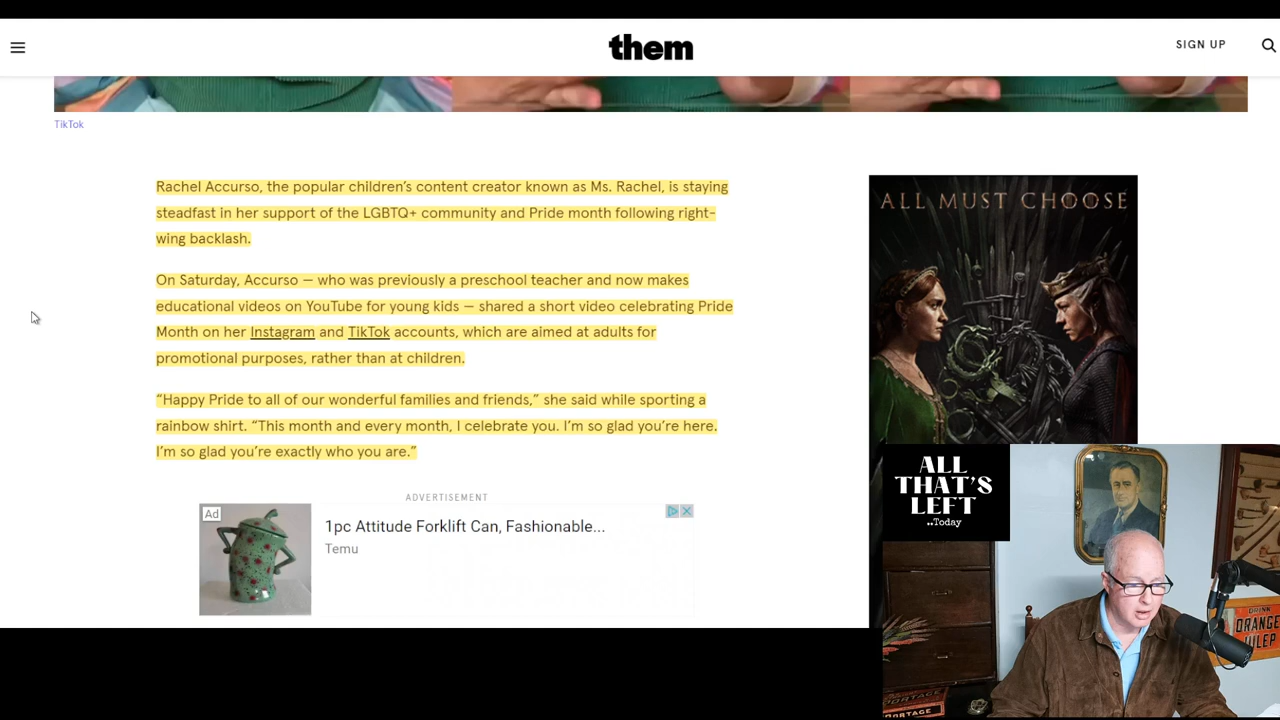 them
SIGN UP
TikTok
Rachel Accurso, the popular children’s content creator known as Ms. Rachel, is staying
steadfast in her support of the LGBTQ+ community and Pride month following right-
wing backlash.
On Saturday, Accurso — who was previously a preschool teacher and now makes
educational videos on YouTube for young kids — shared a short video celebrating Pride
Month on her Instagram and TikTok accounts, which are aimed at adults for
promotional purposes, rather than at children.
“Happy Pride to all of our wonderful families and friends,” she said while sporting a
rainbow shirt. “This month and every month, I celebrate you. I’m so glad you’re here.
I’m so glad you’re exactly who you are.”
ADVERTISEMENT
Ad
1pc Attitude Forklift Can, Fashionable...
Temu
ALL MUST CHOOSE
ALL
THAT'S
LEFT
..Today
DRINK
ORANGE
JULEP